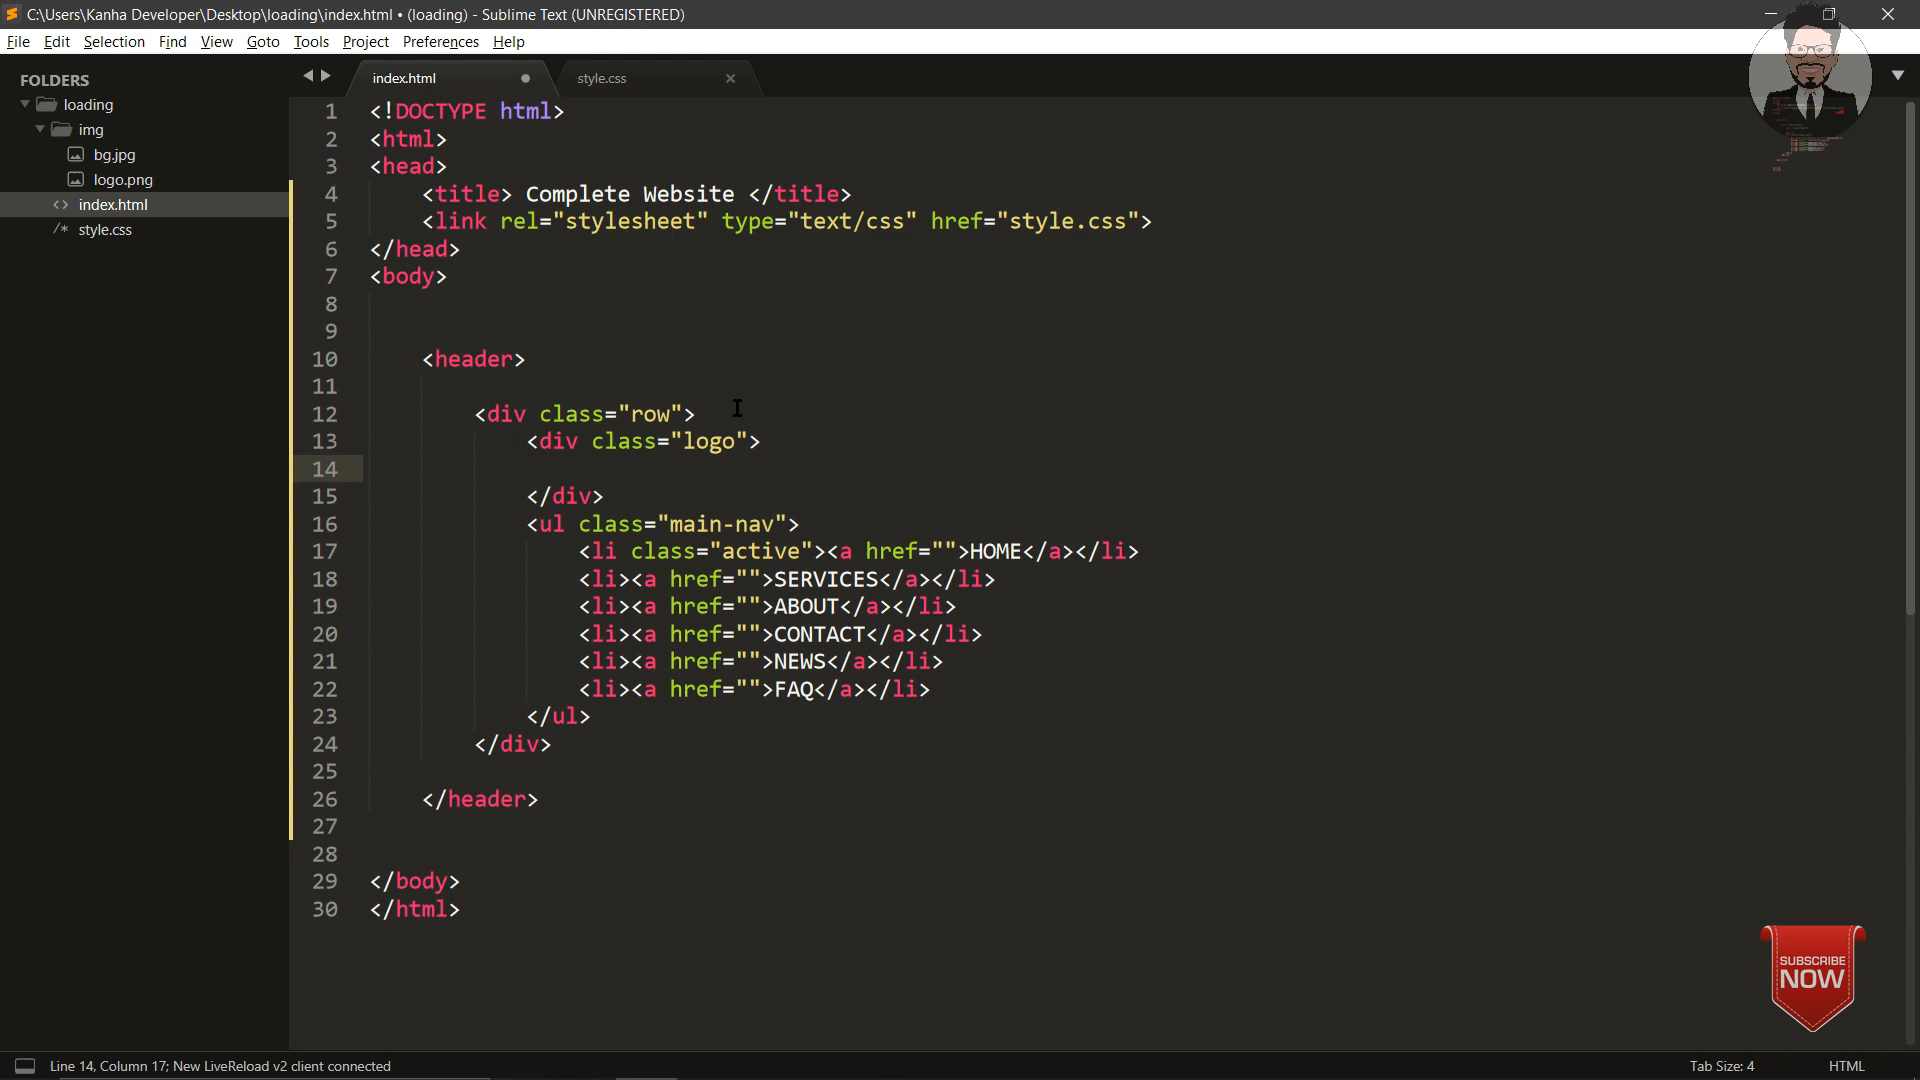 C:\Users\Kanha Developer\Desktop\loading\index.html • (loading) - Sublime Text (UNREGISTERED)
File Edit Selection Find View Goto Tools Project Preferences Help
FOLDERS
loading
img
bg.jpg
logo.png
<> index.html
/* style.css
index.html style.css
1 <!DOCTYPE html>
2 <html>
3 <head>
4 <title> Complete Website </title>
5 <link rel="stylesheet" type="text/css" href="style.css">
6 </head>
7 <body>
8
9
10 <header>
11
12 <div class="row">
13 <div class="logo">
14
15 </div>
16 <ul class="main-nav">
17 <li class="active"><a href="">HOME</a></li>
18 <li><a href="">SERVICES</a></li>
19 <li><a href="">ABOUT</a></li>
20 <li><a href="">CONTACT</a></li>
21 <li><a href="">NEWS</a></li>
22 <li><a href="">FAQ</a></li>
23 </ul>
24 </div>
25
26 </header>
27
28
29 </body>
30 </html>
SUBSCRIBE
NOW
Line 14, Column 17; New LiveReload v2 client connected
Tab Size: 4 HTML